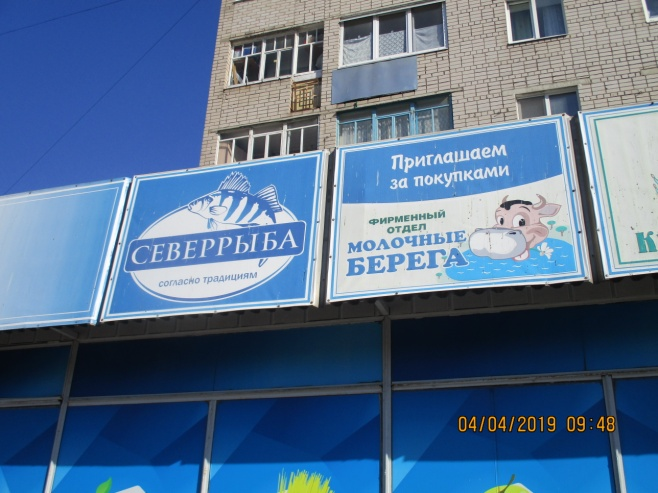 СЕВЕРРЫБА
согласно традициям
Приглашаем
за покупками
ФИРМЕННЫЙ
ОТДЕЛ
МОЛОЧНЫЕ
БЕРЕГА
04/04/2019 09:48